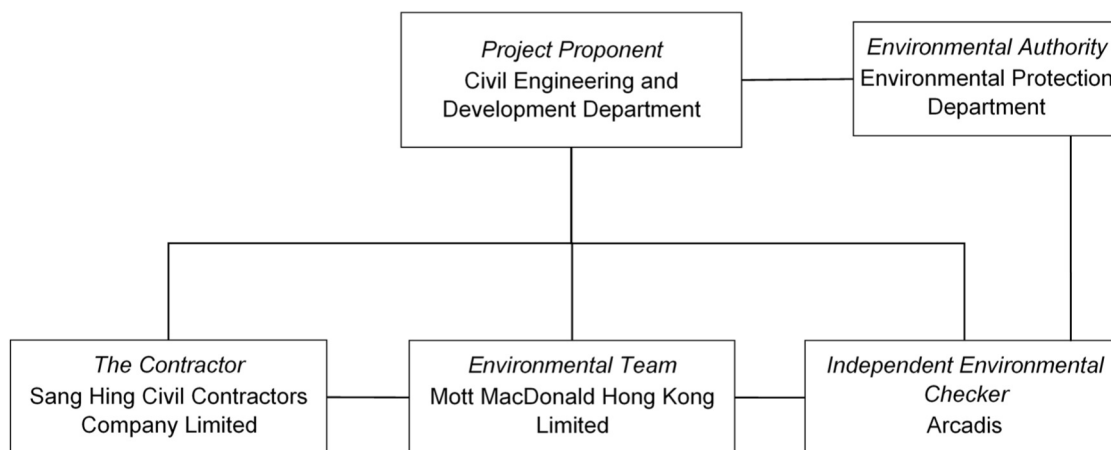 Project Proponent
Civil Engineering and
Development Department
Environmental Authority
Environmental Protection
Department
The Contractor
Sang Hing Civil Contractors
Company Limited
Environmental Team
Mott MacDonald Hong Kong
Limited
Independent Environmental
Checker
Arcadis